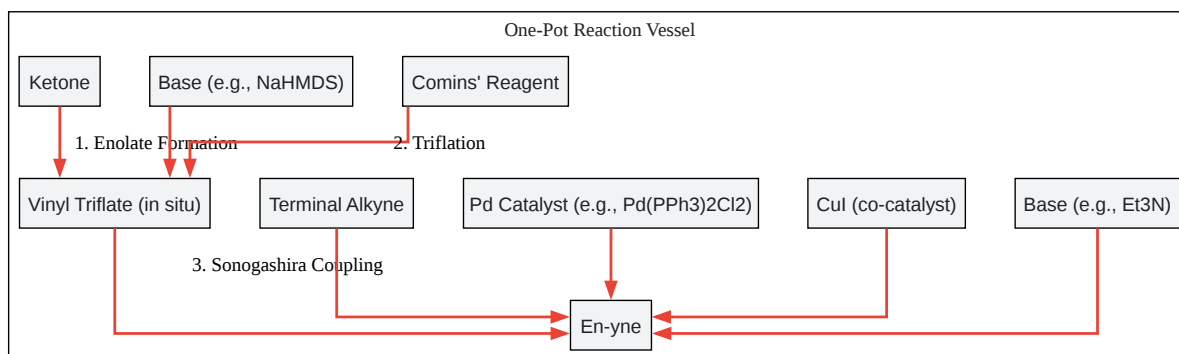 One-Pot Reaction Vessel
Ketone
Base (e.g., NaHMDS)
Comins' Reagent
1. Enolate Formation
2. Triflation
Vinyl Triflate (in situ)
Terminal Alkyne
Pd Catalyst (e.g., Pd(PPh3)2Cl2)
CuI (co-catalyst)
Base (e.g., Et3N)
3. Sonogashira Coupling
En-yne